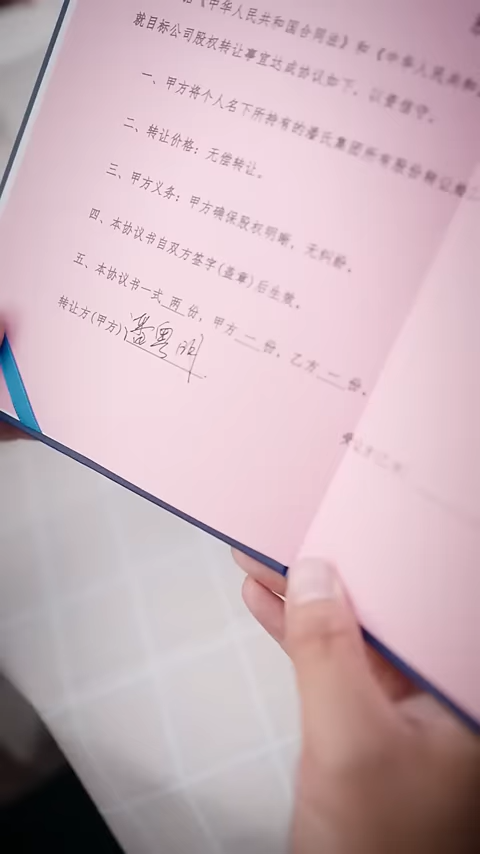 《中华人民共和国合同法》和《中华人民共和
就目标公司股权转让事宜达成协议如下，以资信守。
一、甲方将个人名下所持有的潘氏集团所有股份转让给
二、转让价格：无偿转让。
三、甲方义务：甲方确保股权明晰，无纠纷。
四、本协议书自双方签字(盖章)后生效。
五、本协议书一式 两 份，甲方 一 份，乙方 一 份。
转让方(甲方)：潘粤明